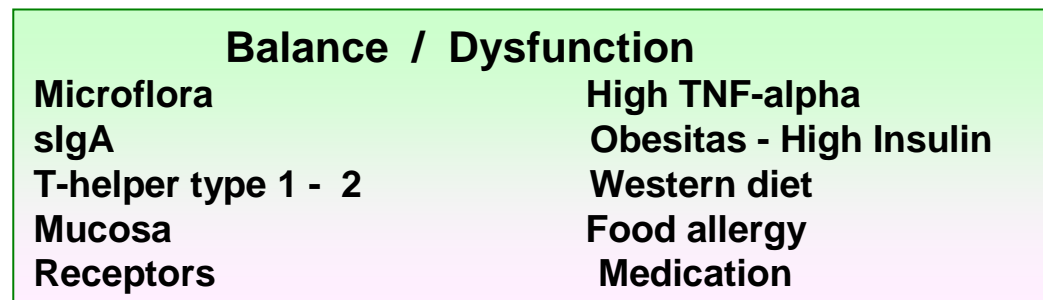 Balance / Dysfunction
Microflora High TNF-alpha
sIgA Obesitas - High Insulin
T-helper type 1 - 2 Western diet
Mucosa Food allergy
Receptors Medication